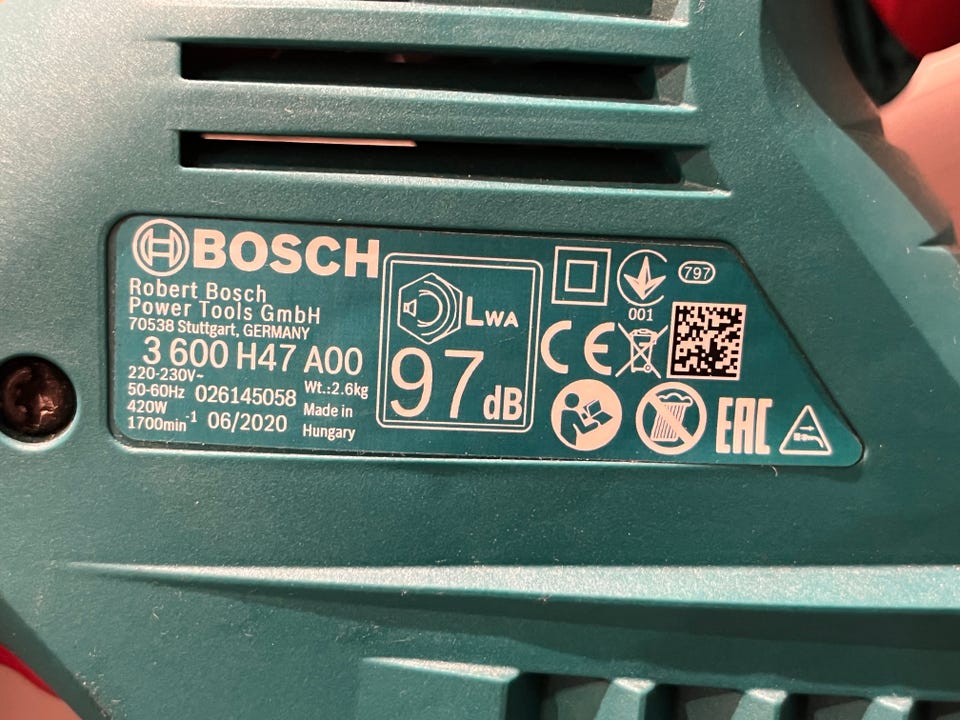 BOSCH
Robert Bosch
Power Tools GmbH
70538 Stuttgart, GERMANY
3 600 H47 A00
220-230V~
50-60Hz 026145058
420W
1700min-1 06/2020
Wt.:2.6kg
Made in
Hungary
LWA
97 dB
001
797
CE
EAC